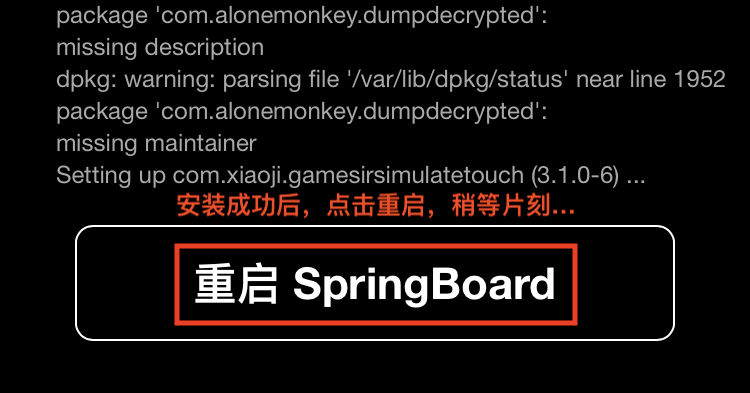 package 'com.alonemonkey.dumpdecrypted':
missing description
dpkg: warning: parsing file '/var/lib/dpkg/status' near line 1952
package 'com.alonemonkey.dumpdecrypted':
missing maintainer
Setting up com.xiaoji.gamesirsimulatetouch (3.1.0-6) ...
安装成功后，点击重启，稍等片刻...
重启 SpringBoard